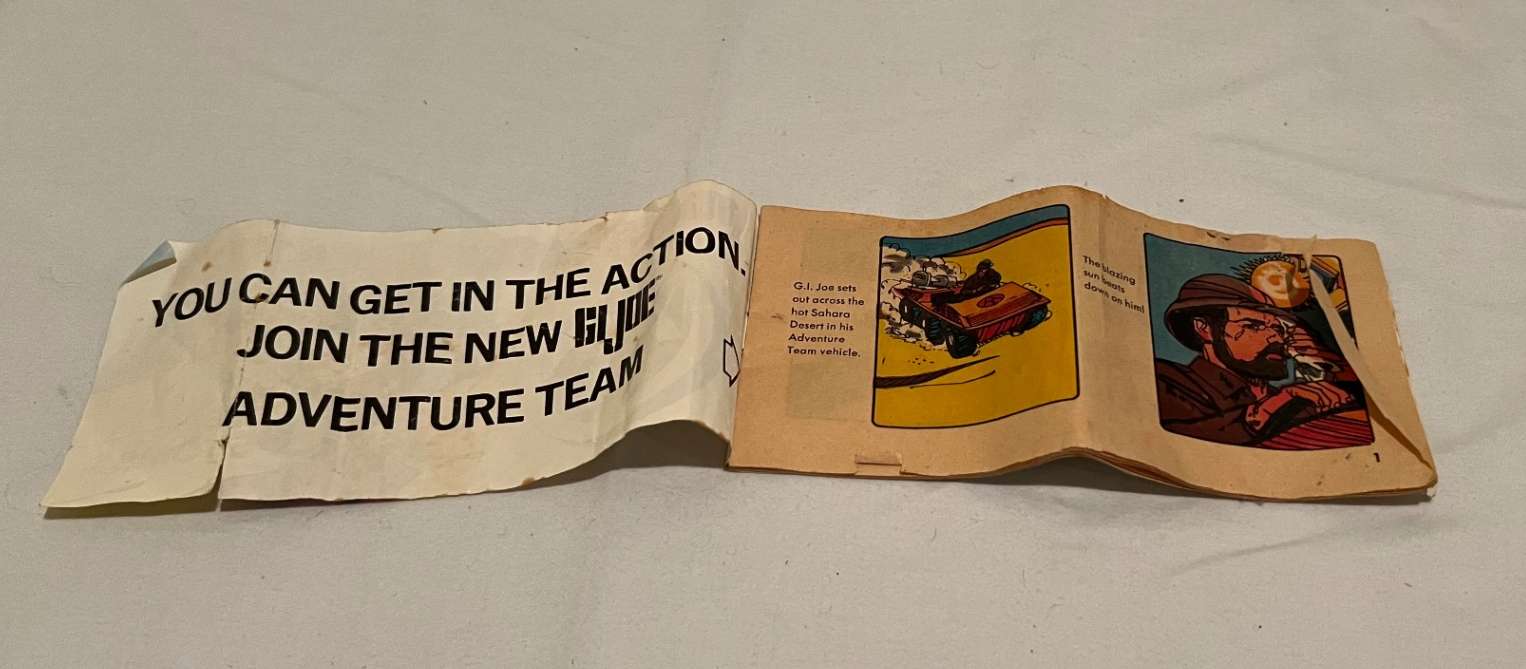 YOU CAN GET IN THE ACTION.
JOIN THE NEW GI JOE
ADVENTURE TEAM
G.I. Joe sets
out across the
hot Sahara
Desert in his
Adventure
Team vehicle.
The blazing
sun beats
down on him!
1